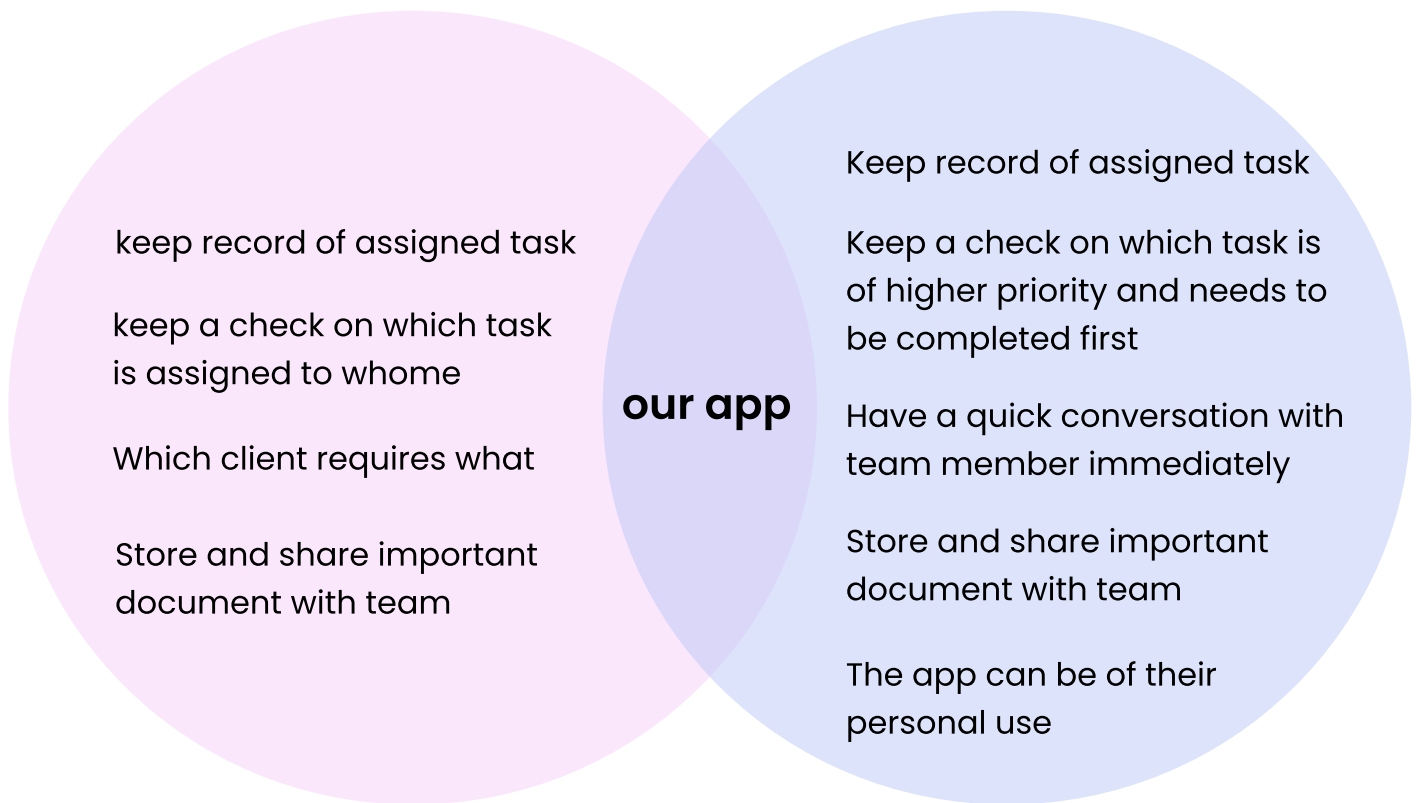 keep record of assigned task
keep a check on which task
is assigned to whome
Which client requires what
Store and share important
document with team
our app
Keep record of assigned task
Keep a check on which task is
of higher priority and needs to
be completed first
Have a quick conversation with
team member immediately
Store and share important
document with team
The app can be of their
personal use